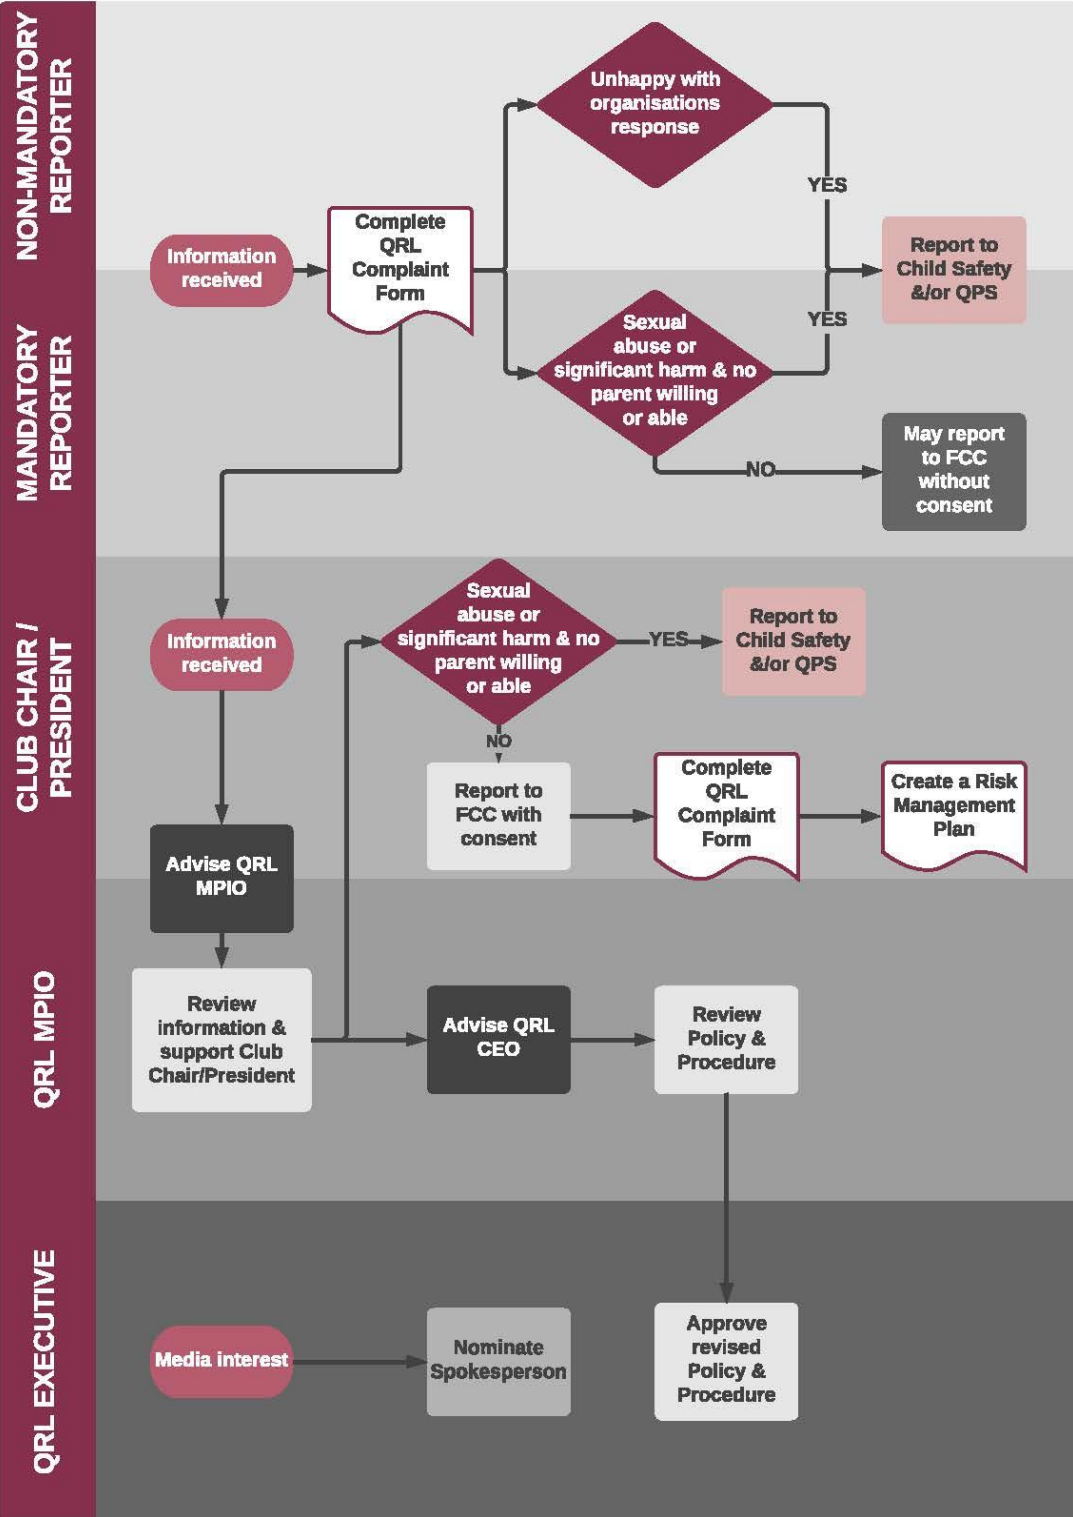 NON-MANDATORY
REPORTER
Unhappy with
organisations
response
YES
Information
received
Complete
QRL
Complaint
Form
Report to
Child Safety
&/or QPS
MANDATORY
REPORTER
Sexual
abuse or
significant harm & no
parent willing
or able
YES
NO
May report
to FCC
without
consent
CLUB CHAIR /
PRESIDENT
Information
received
Sexual
abuse or
significant harm & no
parent willing
or able
YES
Report to
Child Safety
&/or QPS
NO
Report to
FCC with
consent
Complete
QRL
Complaint
Form
Create a Risk
Management
Plan
Advise QRL
MPIO
QRL MPIO
Review
information &
support Club
Chair/President
Advise QRL
CEO
Review
Policy &
Procedure
QRL EXECUTIVE
Media interest
Nominate
Spokesperson
Approve
revised
Policy &
Procedure